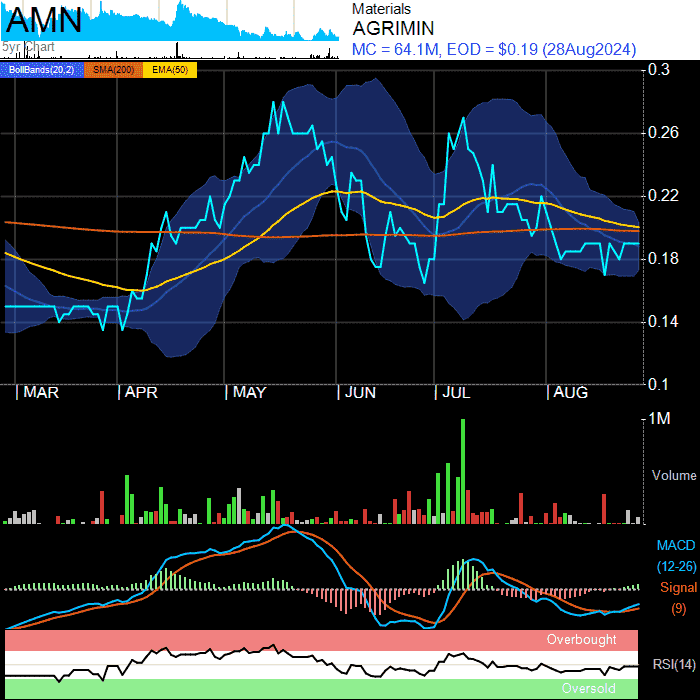 AMN
5yr Chart
Materials
AGRIMIN
MC = 64.1M, EOD = $0.19 (28Aug2024)
BollBands(20,2) SMA(200) EMA(50)
0.3
0.26
0.22
0.18
0.14
0.1
MAR APR MAY JUN JUL AUG
1M
Volume
MACD
(12-26)
Signal
(9)
Overbought
RSI(14)
Oversold